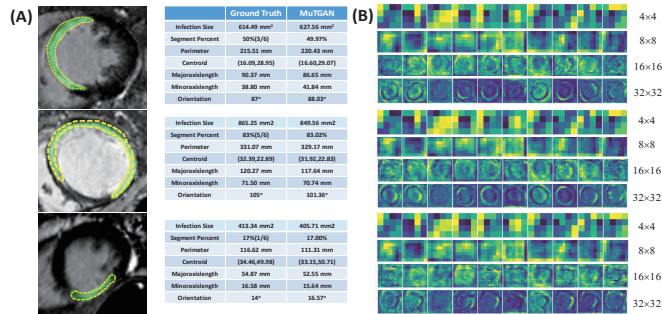 (A)
Ground Truth MuTGAN
Infection Size 614.49 mm² 627.56 mm²
Segment Percent 50%(3/6) 49.97%
Perimeter 215.51 mm 220.43 mm
Centroid (16.09,28.95) (16.60,29.07)
Majoraxislength 90.37 mm 86.65 mm
Minoraxislength 38.80 mm 41.84 mm
Orientation 87° 88.03°
Infection Size 865.25 mm2 849.56 mm2
Segment Percent 83%(5/6) 83.02%
Perimeter 331.07 mm 329.17 mm
Centroid (32.39,22.89) (31.92,22.83)
Majoraxislength 120.27 mm 117.64 mm
Minoraxislength 71.50 mm 70.74 mm
Orientation 105° 101.36°
Infection Size 413.34 mm2 405.71 mm2
Segment Percent 17%(1/6) 17.00%
Perimeter 116.62 mm 111.31 mm
Centroid (34.46,49.98) (33.15,50.71)
Majoraxislength 54.87 mm 52.55 mm
Minoraxislength 16.58 mm 15.64 mm
Orientation 14° 16.57°
(B)
4×4
8×8
16×16
32×32
4×4
8×8
16×16
32×32
4×4
8×8
16×16
32×32